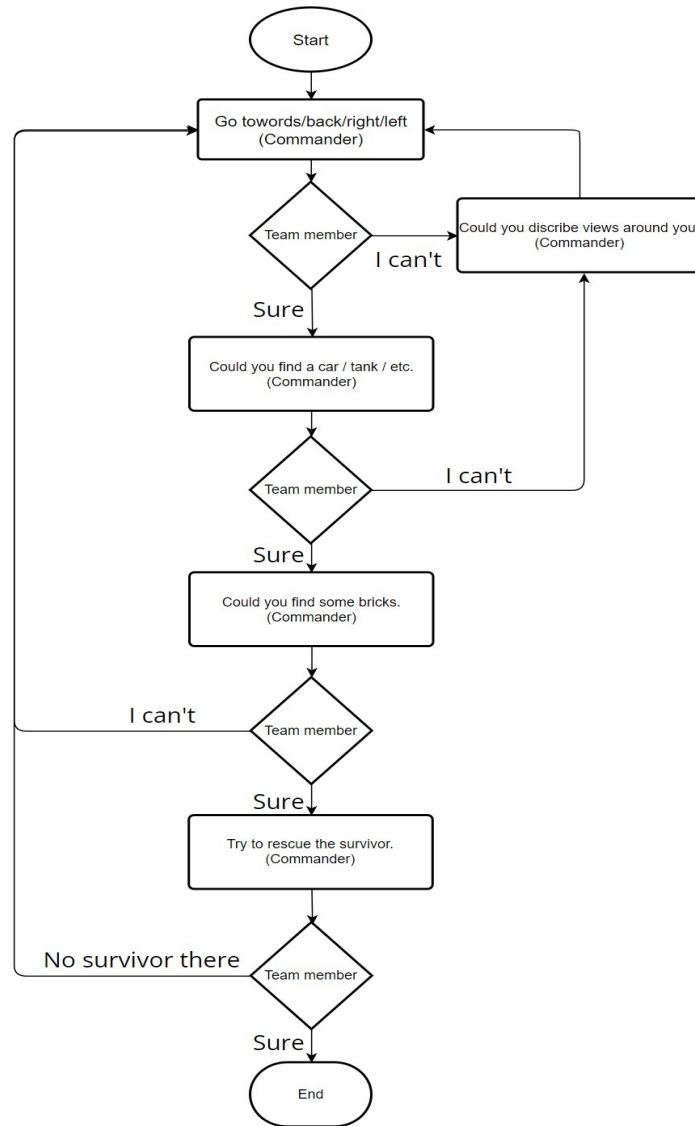 Start
Go towords/back/right/left
(Commander)
Team member
I can't
Could you discribe views around you
(Commander)
Sure
Could you find a car / tank / etc.
(Commander)
Team member
I can't
Sure
Could you find some bricks.
(Commander)
Team member
I can't
Sure
Try to rescue the survivor.
(Commander)
Team member
No survivor there
Sure
End